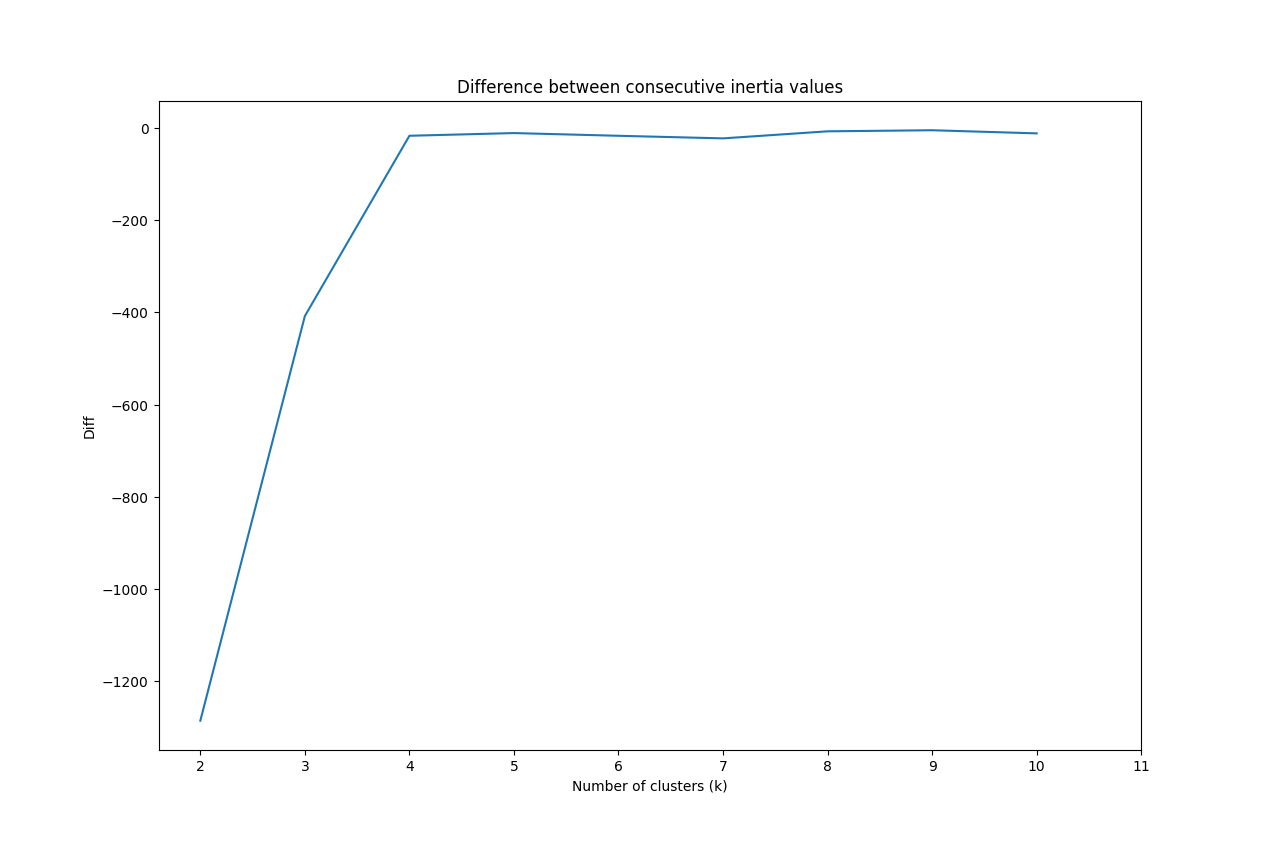 Difference between consecutive inertia values
0
−200
−400
−600
−800
−1000
−1200
Diff
2 3 4 5 6 7 8 9 10 11
Number of clusters (k)